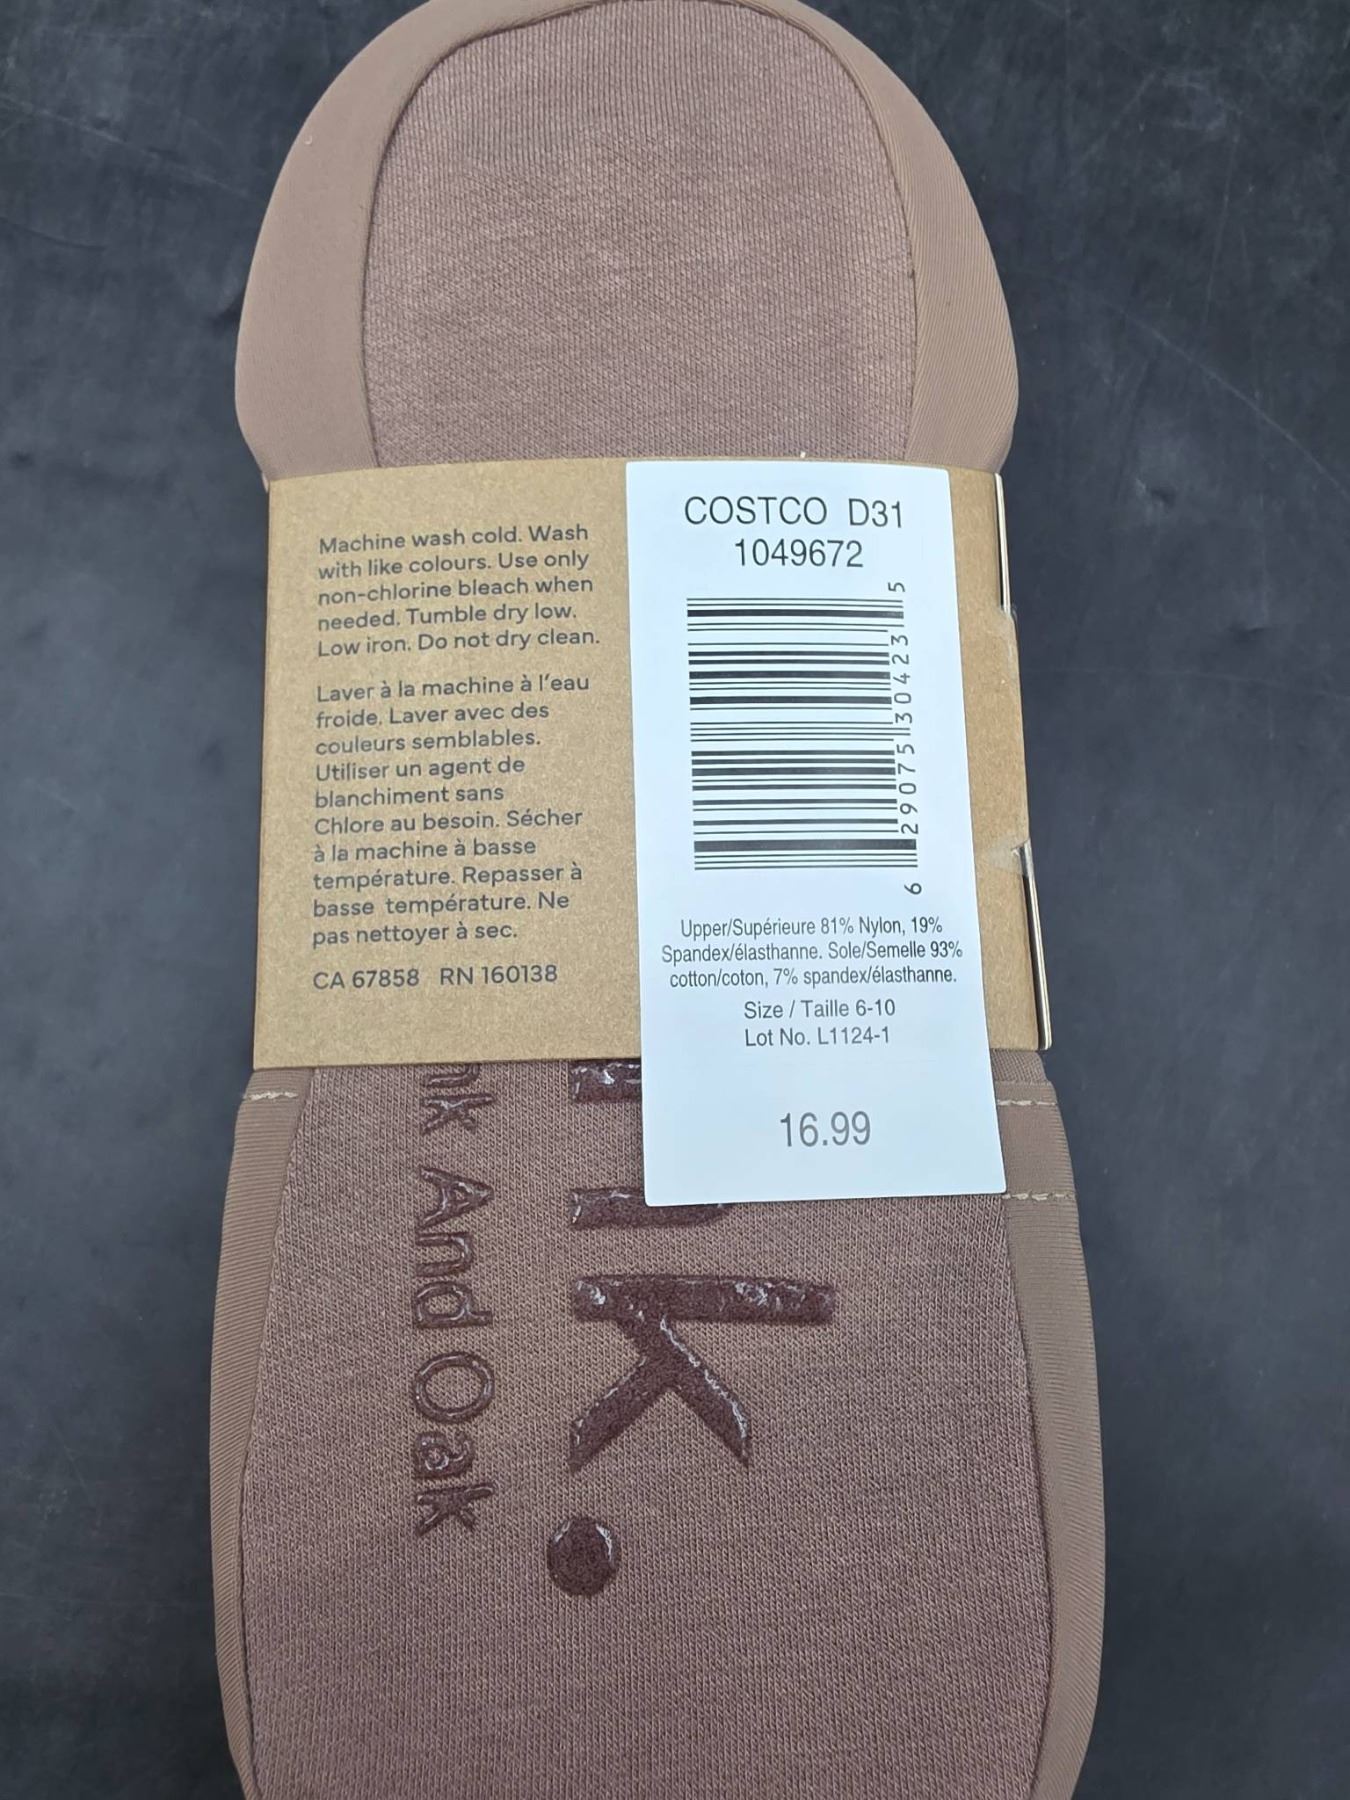 Machine wash cold. Wash
with like colours. Use only
non-chlorine bleach when
needed. Tumble dry low.
Low iron. Do not dry clean.
Laver à la machine à l'eau
froide. Laver avec des
couleurs semblables.
Utiliser un agent de
blanchiment sans
Chlore au besoin. Sécher
à la machine à basse
température. Repasser à
basse température. Ne
pas nettoyer à sec.
CA 67858 RN 160138
COSTCO D31
1049672
6 29075 30423 5
Upper/Supérieure 81% Nylon, 19%
Spandex/élasthanne. Sole/Semelle 93%
cotton/coton, 7% spandex/élasthanne.
Size / Taille 6-10
Lot No. L1124-1
16.99
nk.
nk And Oak